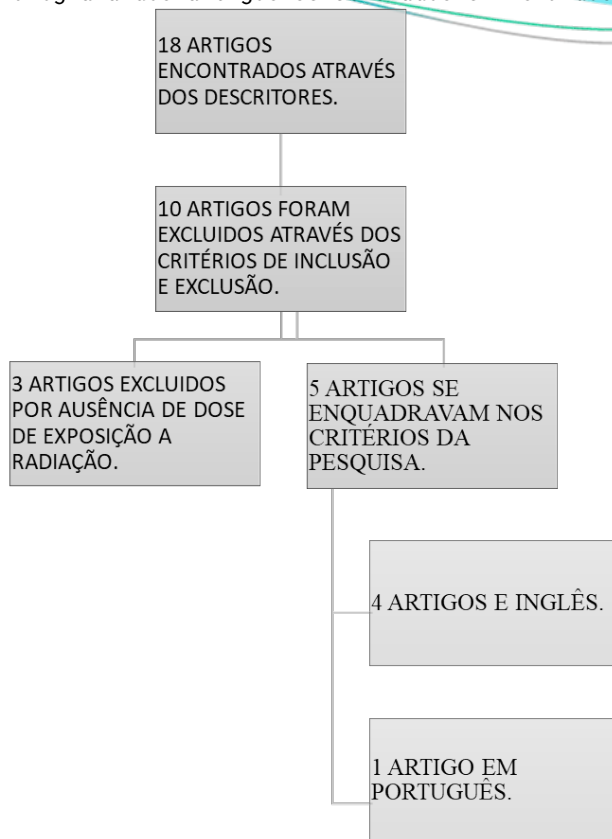 18 ARTIGOS
ENCONTRADOS ATRAVÉS
DOS DESCRITORES.
10 ARTIGOS FORAM
EXCLUIDOS ATRAVÉS DOS
CRITÉRIOS DE INCLUSÃO
E EXCLUSÃO.
3 ARTIGOS EXCLUIDOS
POR AUSÊNCIA DE DOSE
DE EXPOSIÇÃO A
RADIAÇÃO.
5 ARTIGOS SE
ENQUADRAVAM NOS
CRITÉRIOS DA
PESQUISA.
4 ARTIGOS E INGLÊS.
1 ARTIGO EM
PORTUGUÊS.